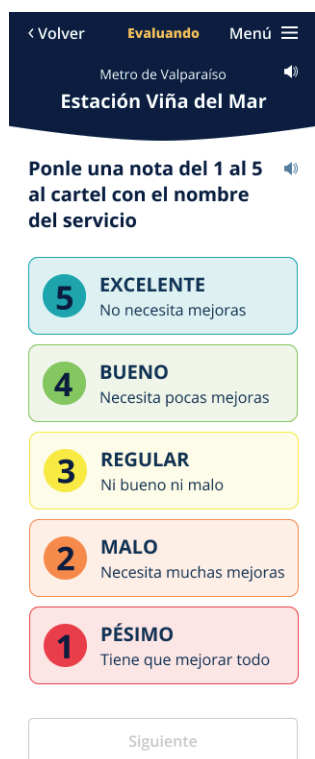 ‹ Volver Evaluando Menú
Metro de Valparaíso
Estación Viña del Mar
Ponle una nota del 1 al 5
al cartel con el nombre
del servicio
5 EXCELENTE
No necesita mejoras
4 BUENO
Necesita pocas mejoras
3 REGULAR
Ni bueno ni malo
2 MALO
Necesita muchas mejoras
1 PÉSIMO
Tiene que mejorar todo
Siguiente